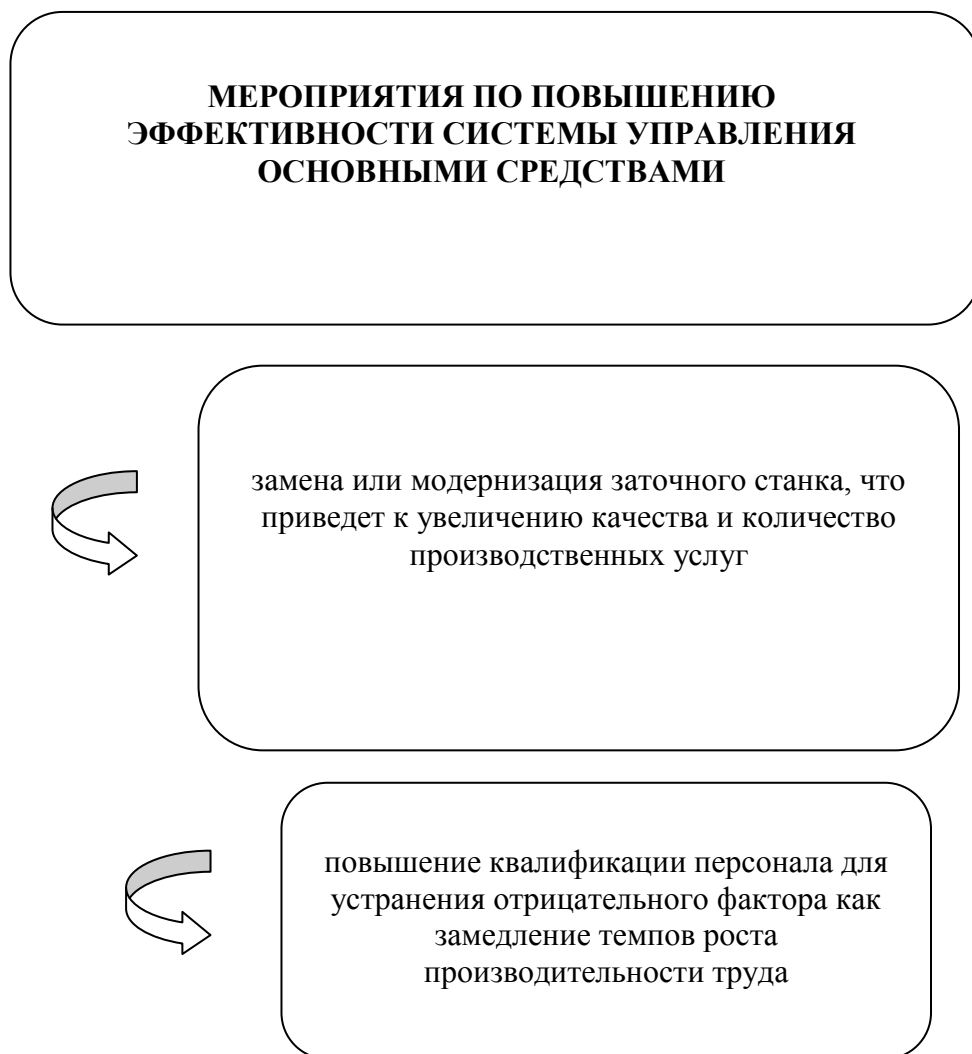 МЕРОПРИЯТИЯ ПО ПОВЫШЕНИЮ
ЭФФЕКТИВНОСТИ СИСТЕМЫ УПРАВЛЕНИЯ
ОСНОВНЫМИ СРЕДСТВАМИ
замена или модернизация заточного станка, что
приведет к увеличению качества и количество
производственных услуг
повышение квалификации персонала для
устранения отрицательного фактора как
замедление темпов роста
производительности труда